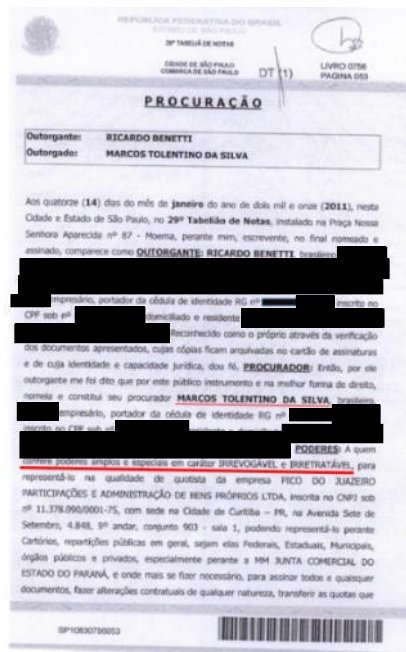 REPÚBLICA FEDERATIVA DO BRASIL
ESTADO DE SÃO PAULO
29º TABELIÃ DE NOTAS
CIDADE DE SÃO PAULO
COMARCA DE SÃO PAULO
DT (1)
LIVRO 0756
PAGINA 053
PROCURAÇÃO
Outorgante: RICARDO BENETTI
Outorgado: MARCOS TOLENTINO DA SILVA
Aos quatorze (14) dias do mês de janeiro do ano de dois mil e onze (2011), nesta
Cidade e Estado de São Paulo, no 29º Tabelião de Notas, instalado na Praça Nossa
Senhora Aparecida nº 87 - Moema, perante mim, escrevente, no final nomeado e
assinado, comparece como OUTORGANTE: RICARDO BENETTI, brasileiro
empresário, portador da cédula de identidade RG nº inscrito no
CPF sob nº domiciliado e residente
Reconhecido como o próprio através da verificação
dos documentos apresentados, cujas cópias ficam arquivadas no cartão de assinaturas
e de cuja identidade e capacidade jurídica, dou fé. PROCURADOR: Então, por ele
outorgante me foi dito que por este público instrumento e na melhor forma de direito,
nomeia e constitui seu procurador MARCOS TOLENTINO DA SILVA, brasileiro,
empresário, portador da cédula de identidade RG nº
inscrito no CPF sob nº
PODERES: A quem
confere poderes amplos e especiais em caráter IRREVOGÁVEL e IRRETRATÁVEL, para
representá-lo na qualidade de quotista da empresa PICO DO JUAZEIRO
PARTICIPAÇÕES E ADMINISTRAÇÃO DE BENS PRÓPRIOS LTDA, inscrita no CNPJ sob
nº 11.378.090/0001-75, com sede na Cidade de Curitiba - PR, na Avenida Sete de
Setembro, 4.848, 9º andar, conjunto 903 - sala 1, podendo representá-lo perante
Cartórios, repartições públicas em geral, sejam elas Federais, Estaduais, Municipais,
órgãos públicos e privados, especialmente perante a MM JUNTA COMERCIAL DO
ESTADO DO PARANÁ, e onde mais se fizer necessário, para assinar todos e quaisquer
documentos, fazer alterações contratuais de qualquer natureza, transferir as quotas que